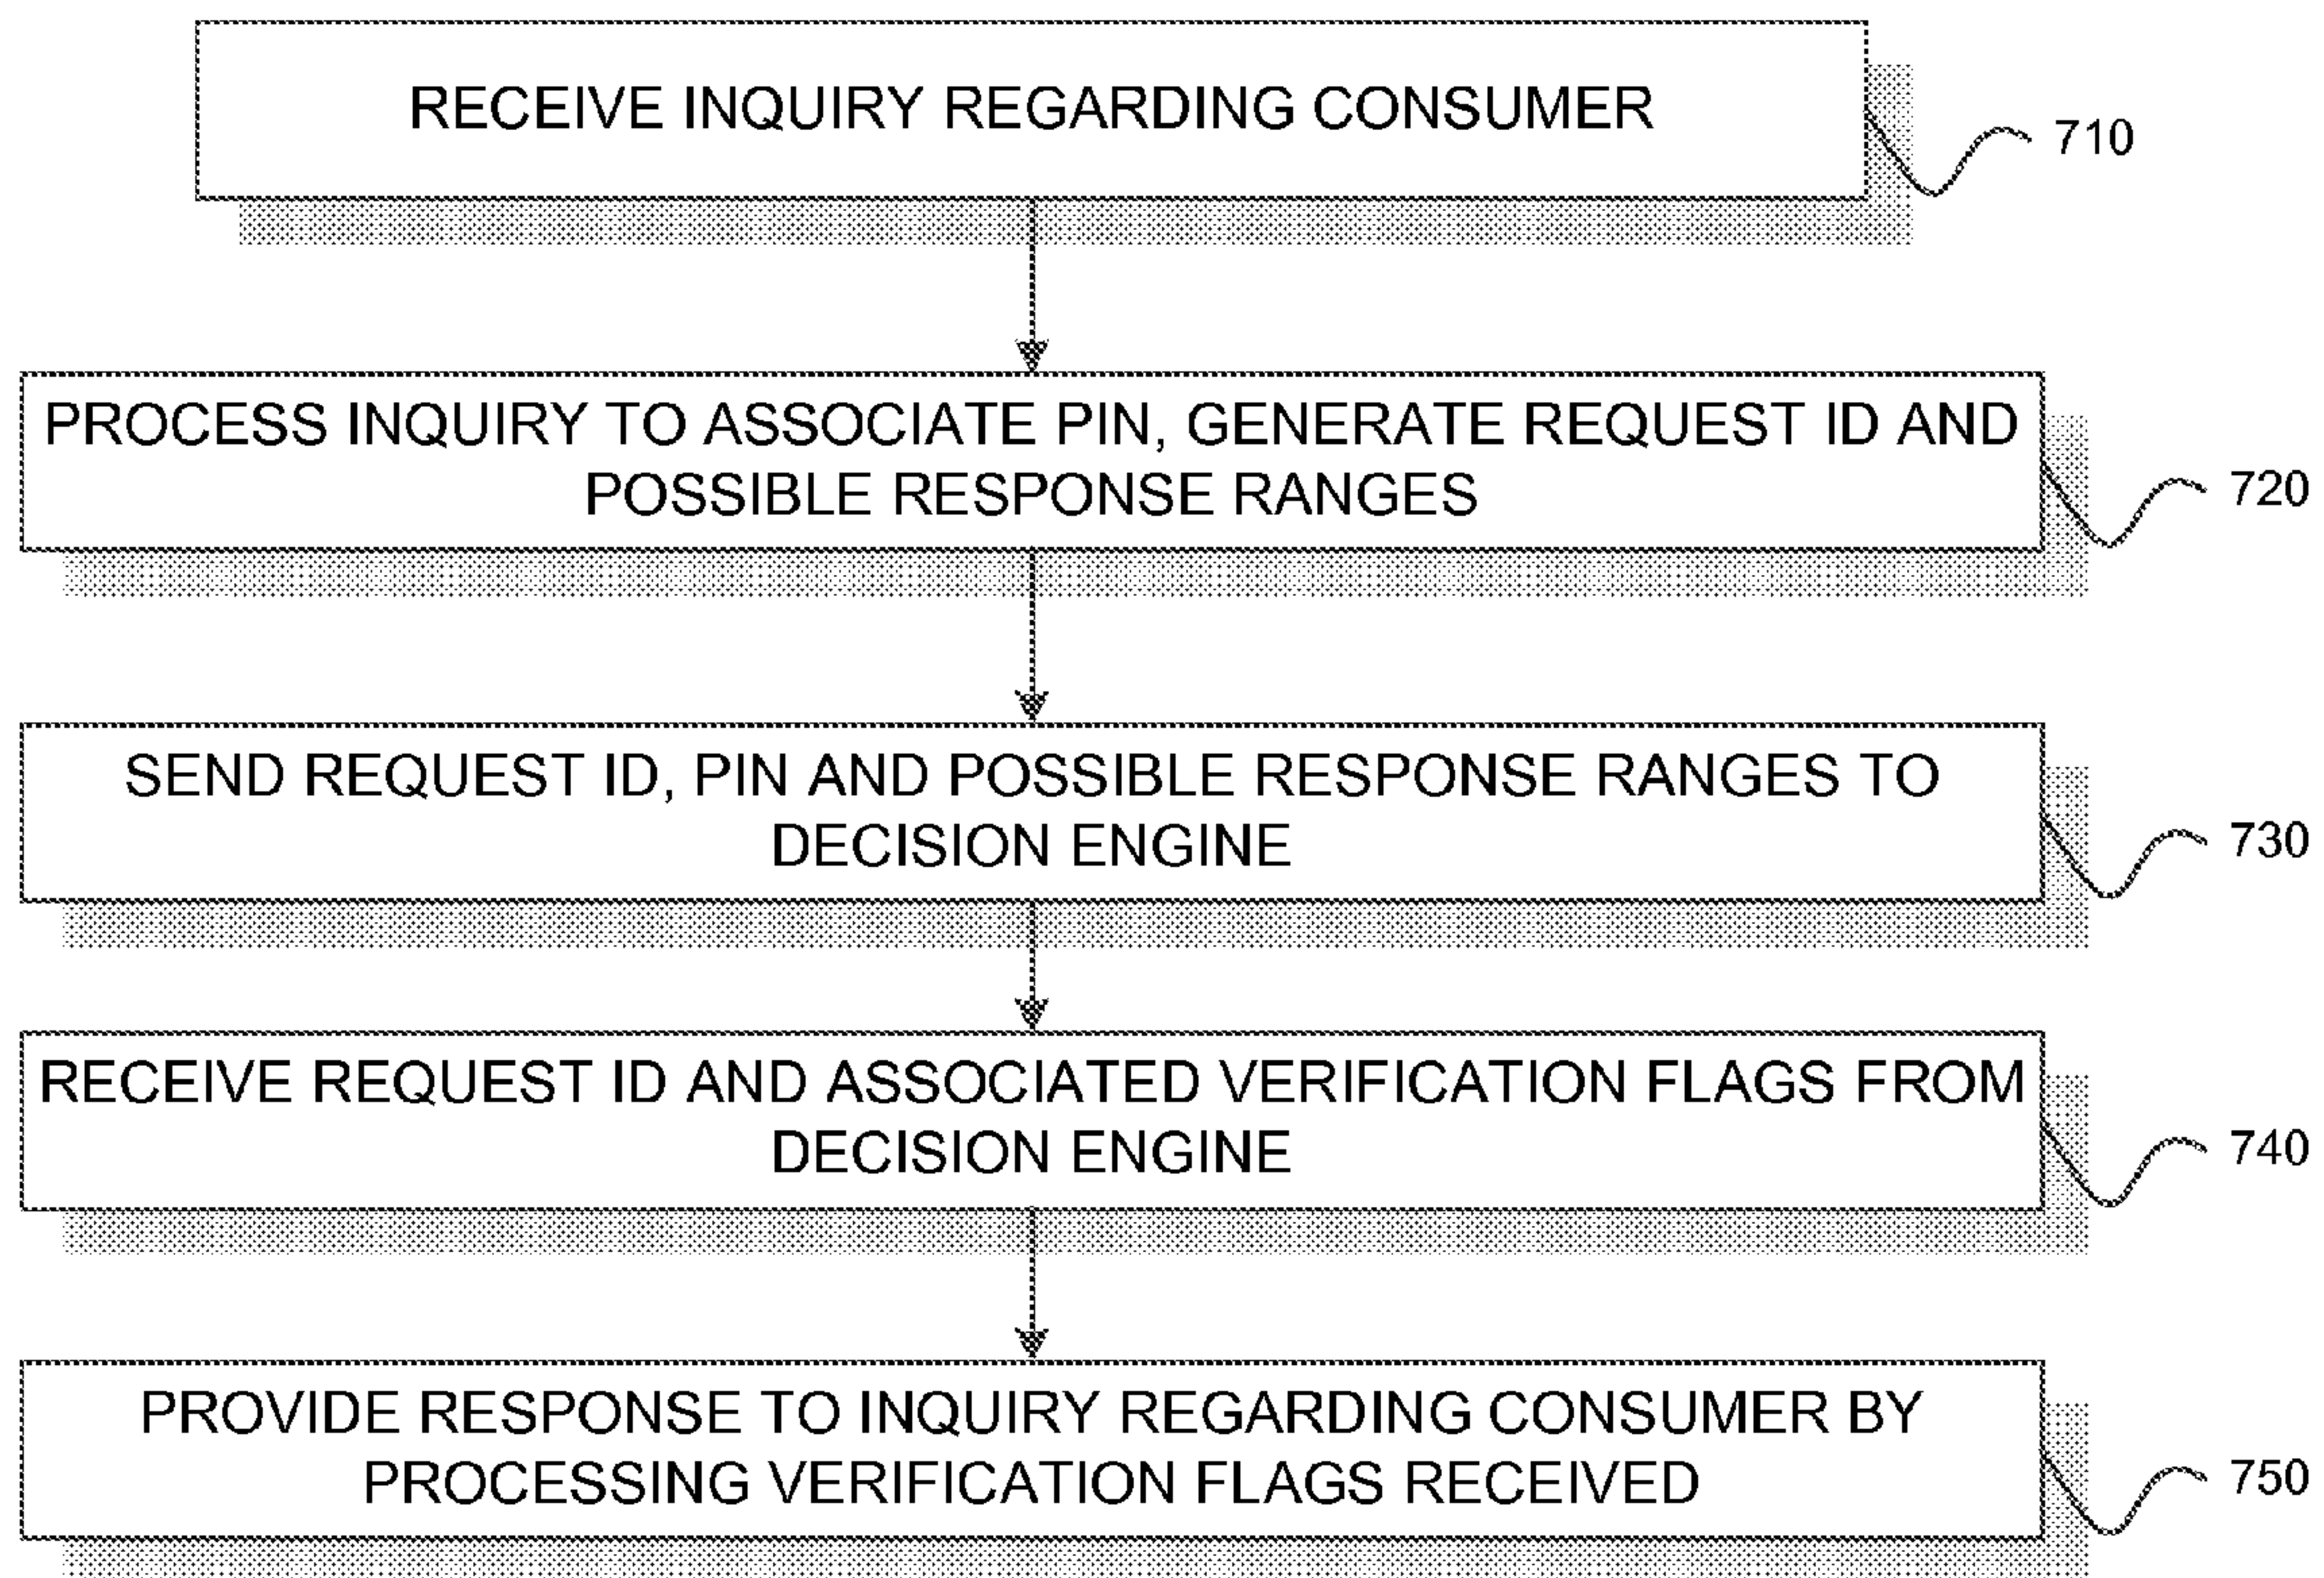 RECEIVE INQUIRY REGARDING CONSUMER
710
PROCESS INQUIRY TO ASSOCIATE PIN, GENERATE REQUEST ID AND
POSSIBLE RESPONSE RANGES
720
SEND REQUEST ID, PIN AND POSSIBLE RESPONSE RANGES TO
DECISION ENGINE
730
RECEIVE REQUEST ID AND ASSOCIATED VERIFICATION FLAGS FROM
DECISION ENGINE
740
PROVIDE RESPONSE TO INQUIRY REGARDING CONSUMER BY
PROCESSING VERIFICATION FLAGS RECEIVED
750